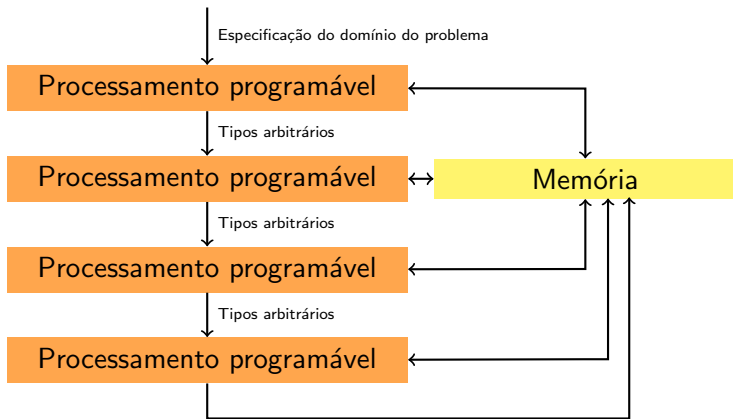 Especificação do domínio do problema
Processamento programável
Tipos arbitrários
Processamento programável
Memória
Tipos arbitrários
Processamento programável
Tipos arbitrários
Processamento programável